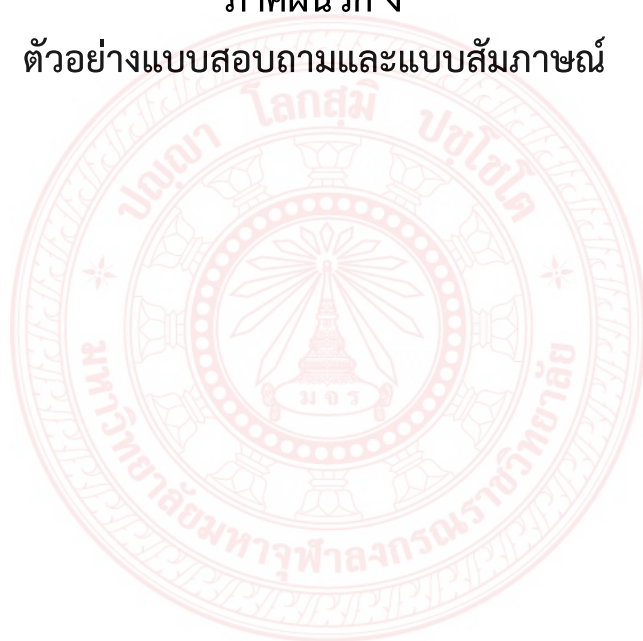 ตัวอย่างแบบสอบถามและแบบสัมภาษณ์
ปญฺญา โลกสฺมิ ปชฺโชโต
ม จ ร
มหาวิทยาลัยมหาจุฬาลงกรณราชวิทยาลัย